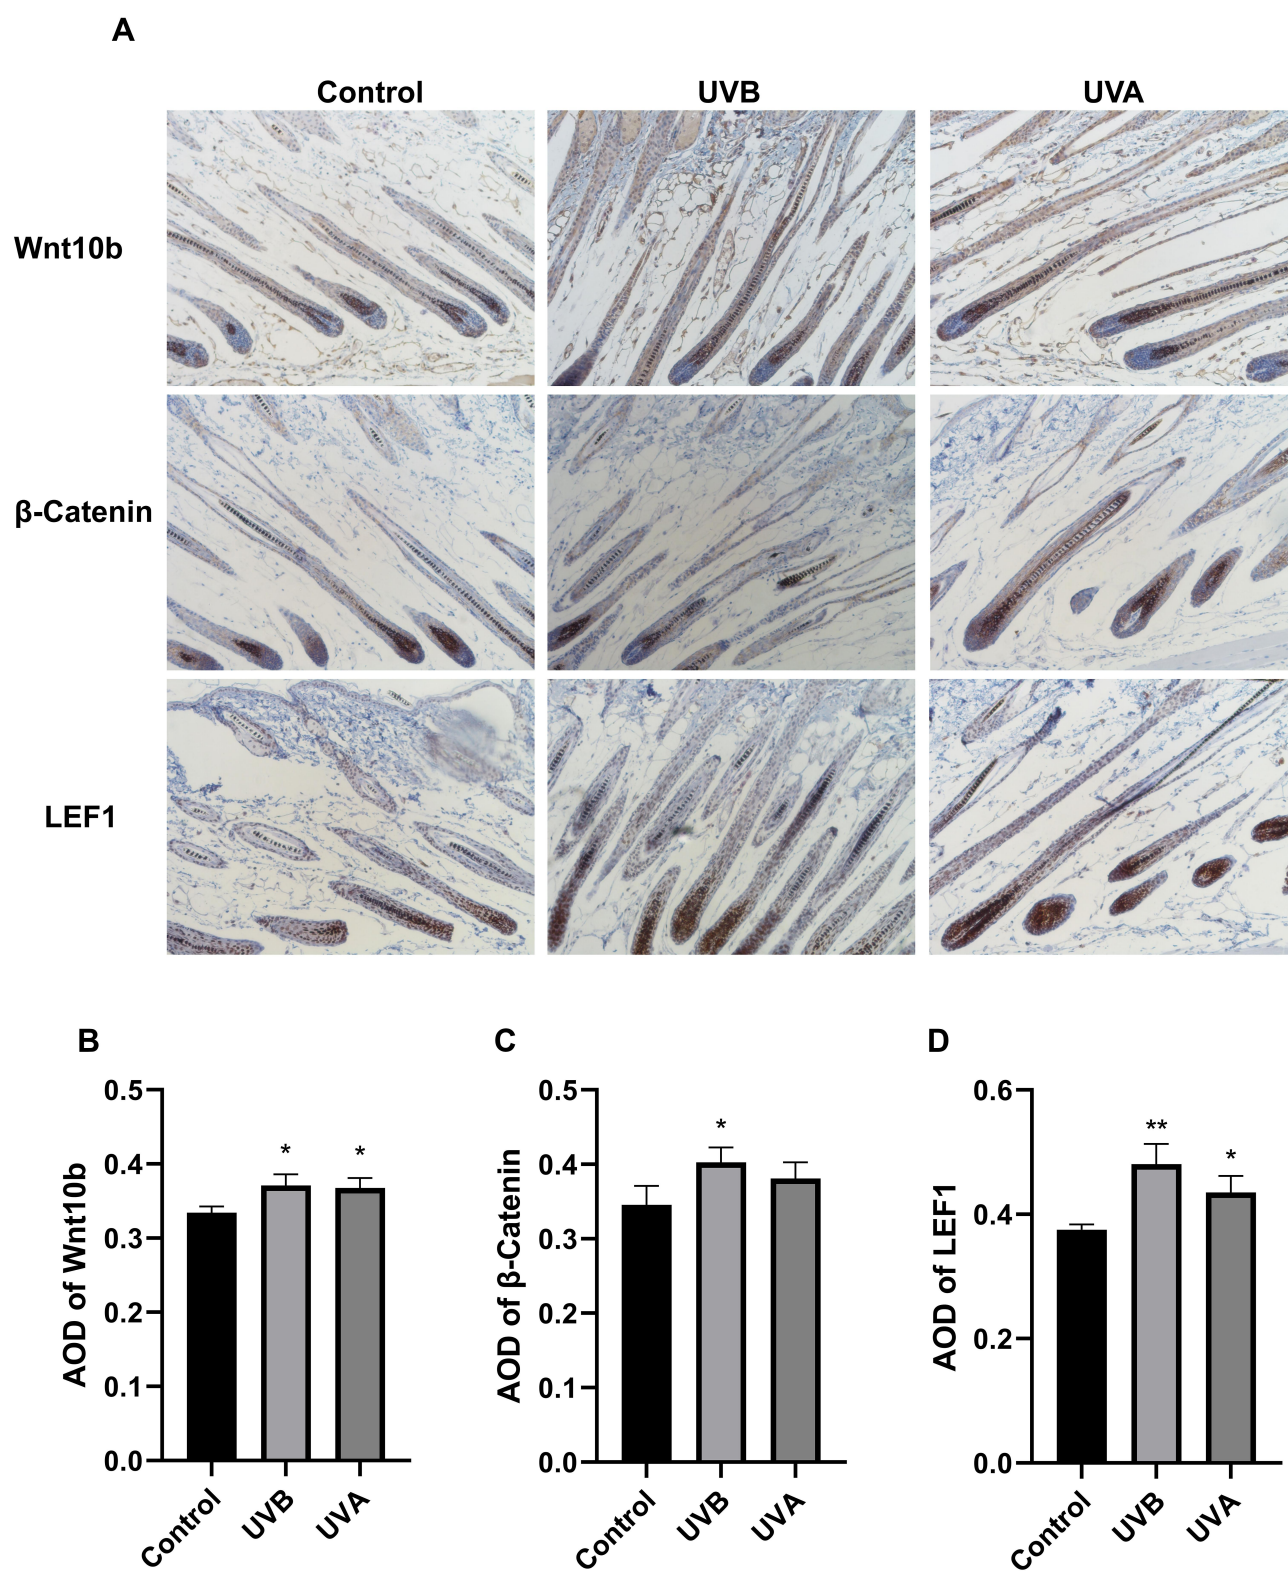 A
Control UVB UVA
Wnt10b
β-Catenin
LEF1
B
AOD of Wnt10b
0.5
0.4
0.3
0.2
0.1
0.0
* *
Control UVB UVA
C
AOD of β-Catenin
0.5
0.4
0.3
0.2
0.1
0.0
*
Control UVB UVA
D
AOD of LEF1
0.6
0.4
0.2
0.0
** *
Control UVB UVA